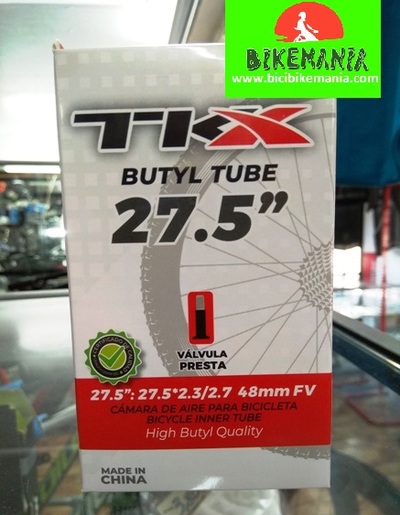 BIKEMANIA
www.bicibikemania.com
TKX
BUTYL TUBE
27.5”
VÁLVULA
PRESTA
27.5”: 27.5*2.3/2.7 48mm FV
CÁMARA DE AIRE PARA BICICLETA
BICYCLE INNER TUBE
High Butyl Quality
MADE IN
CHINA